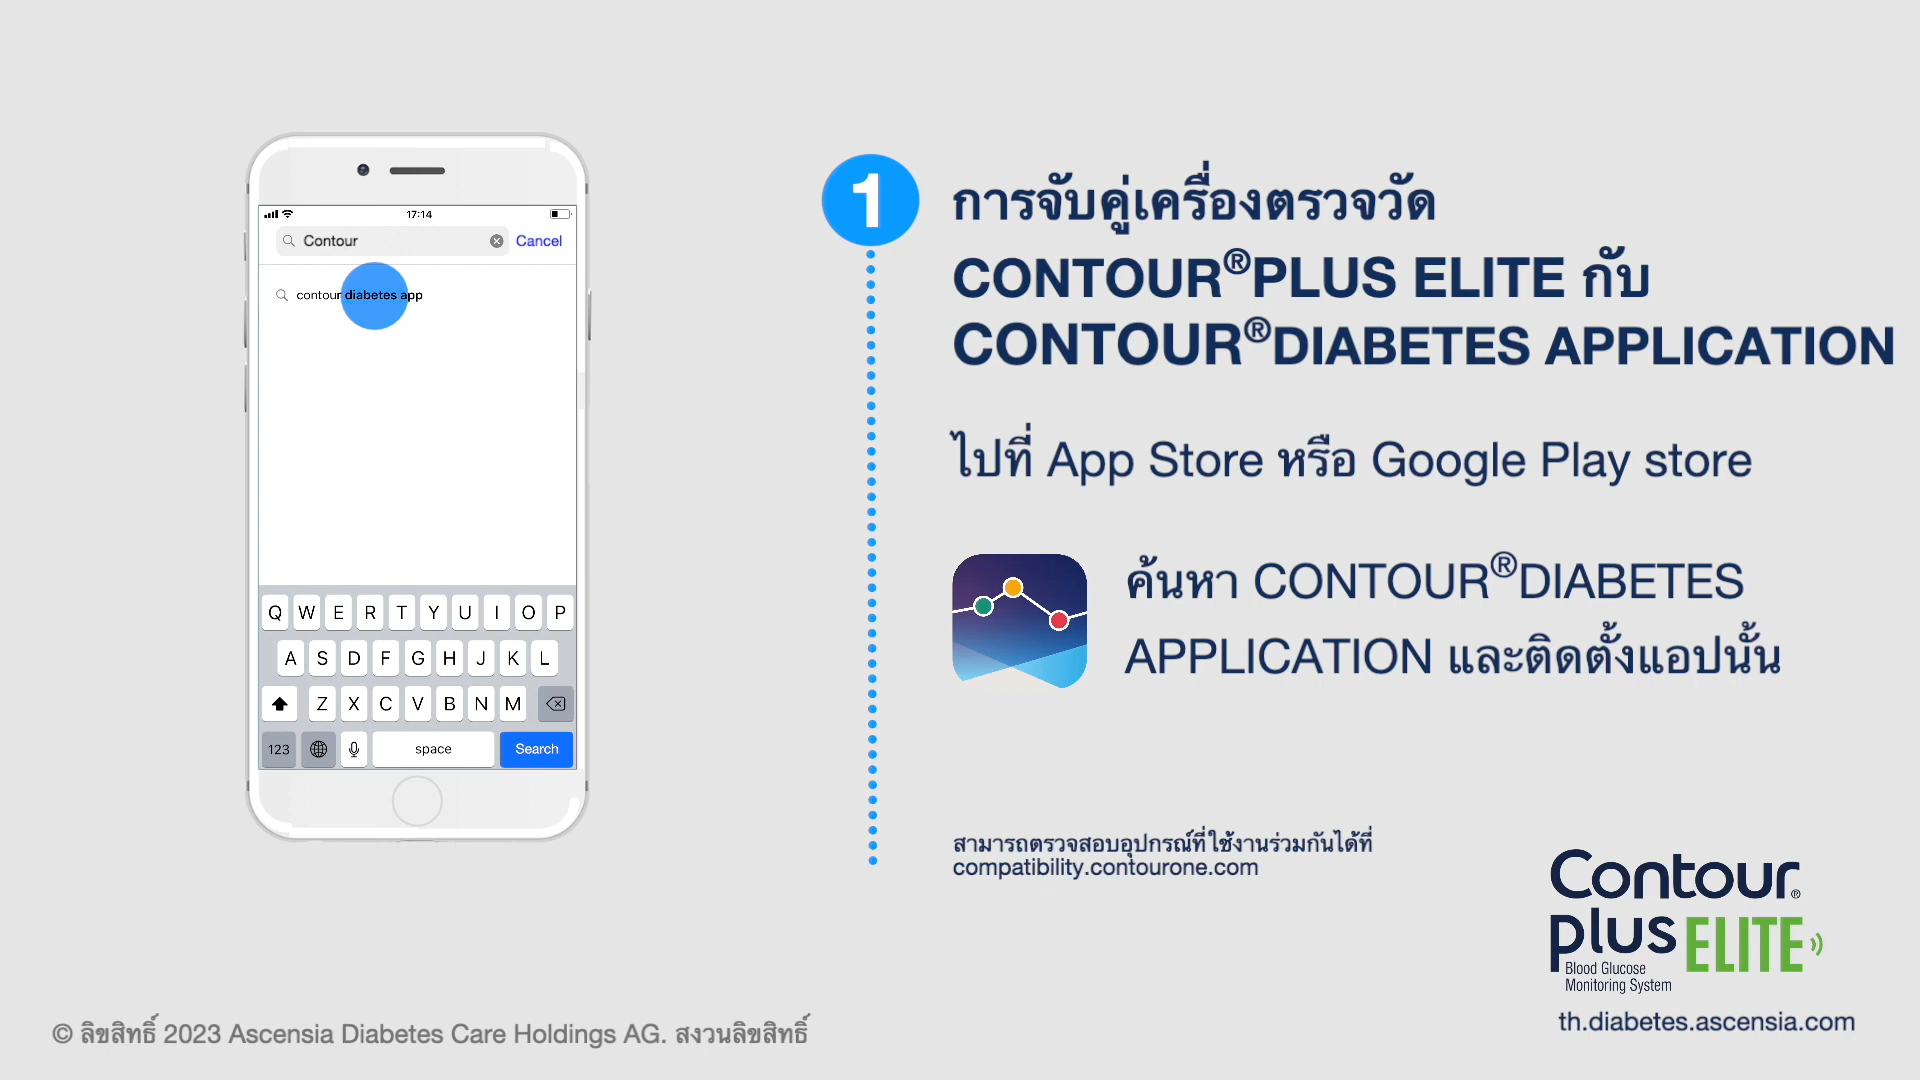 17:14
Contour
Cancel
contour diabetes app
Q W E R T Y U I O P
A S D F G H J K L
Z X C V B N M
123 space Search
1
การจับคู่เครื่องตรวจวัด
CONTOUR®PLUS ELITE กับ
CONTOUR®DIABETES APPLICATION
ไปที่ App Store หรือ Google Play store
ค้นหา CONTOUR®DIABETES
APPLICATION และติดตั้งแอปนั้น
สามารถตรวจสอบอุปกรณ์ที่ใช้งานร่วมกันได้ที่
compatibility.contourone.com
Contour®
plus ELITE
Blood Glucose
Monitoring System
th.diabetes.ascensia.com
© ลิขสิทธิ์ 2023 Ascensia Diabetes Care Holdings AG. สงวนลิขสิทธิ์